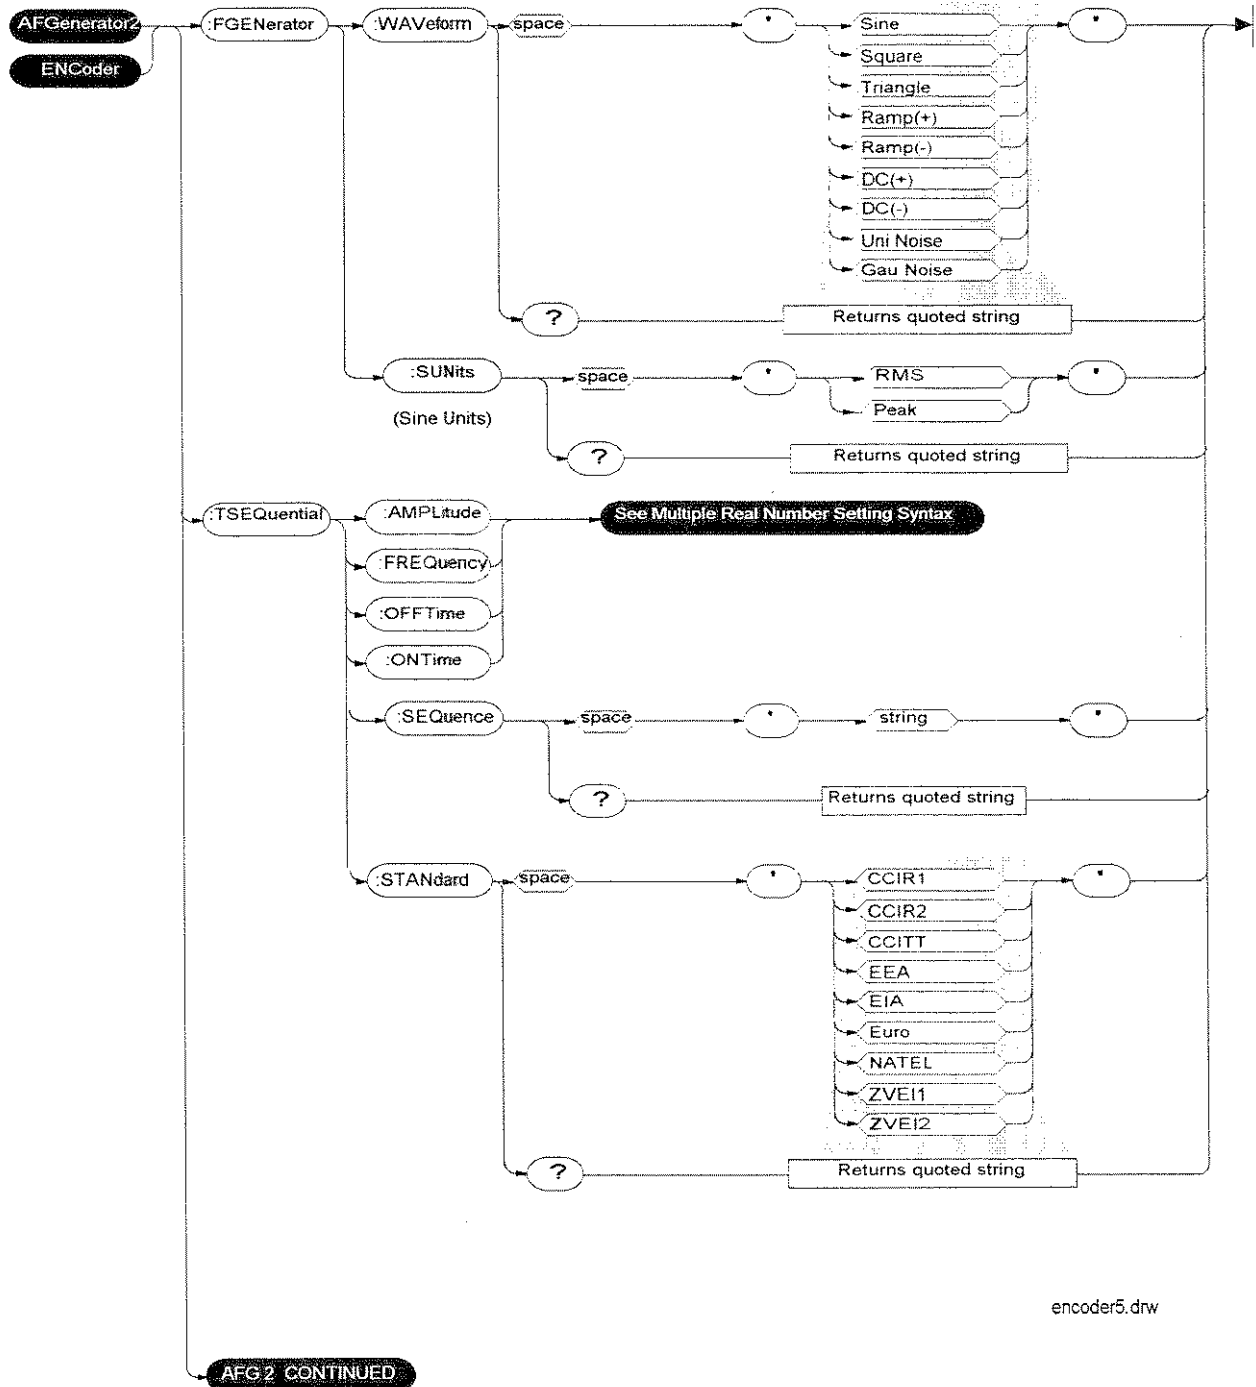 AFGenerator2 :FGENerator :WAVeform space " Sine "
ENCoder Square
Triangle
Ramp(+)
Ramp(-)
DC(+)
DC(-)
Uni Noise
Gau Noise
? Returns quoted string
:SUNits space " RMS "
(Sine Units) Peak
? Returns quoted string
:TSEQuential :AMPLitude See Multiple Real Number Setting Syntax
:FREQuency
:OFFTime
:ONTime
:SEQuence space " string "
? Returns quoted string
:STANdard space " CCIR1 "
CCIR2
CCITT
EEA
EIA
Euro
NATEL
ZVEI1
ZVEI2
? Returns quoted string
encoder5.drw
AFG 2 CONTINUED